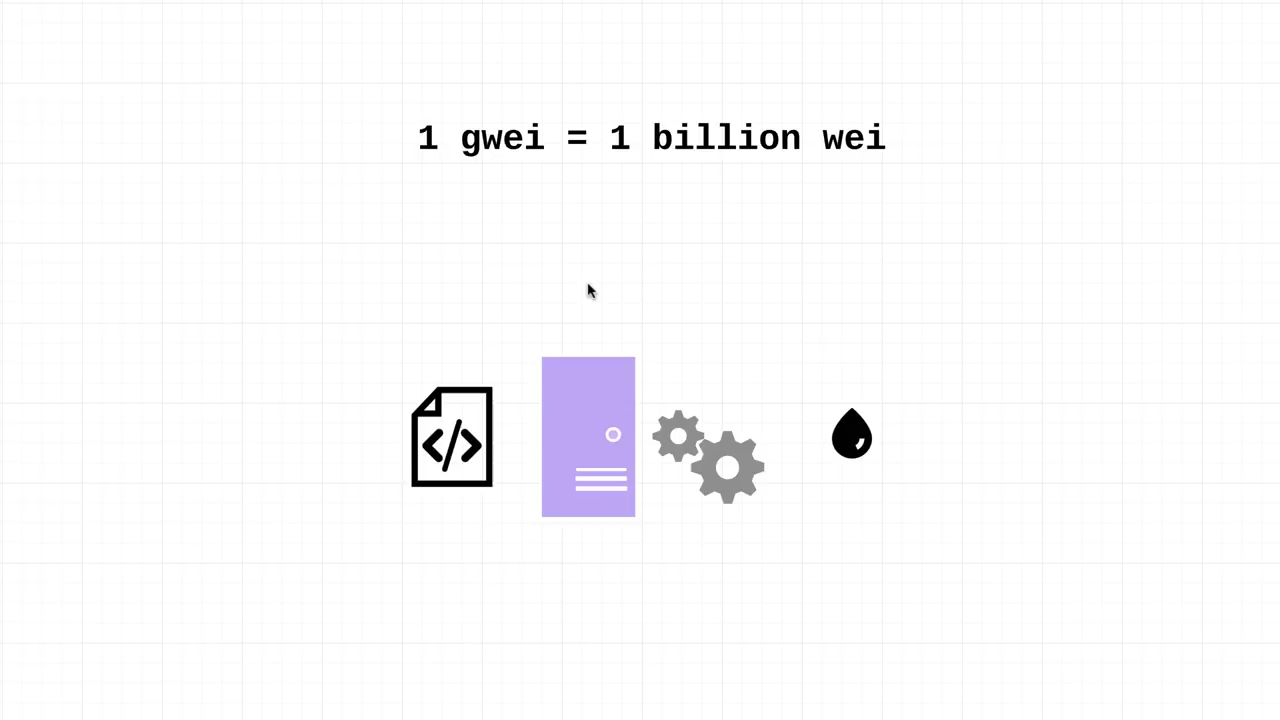 1 gwei = 1 billion wei